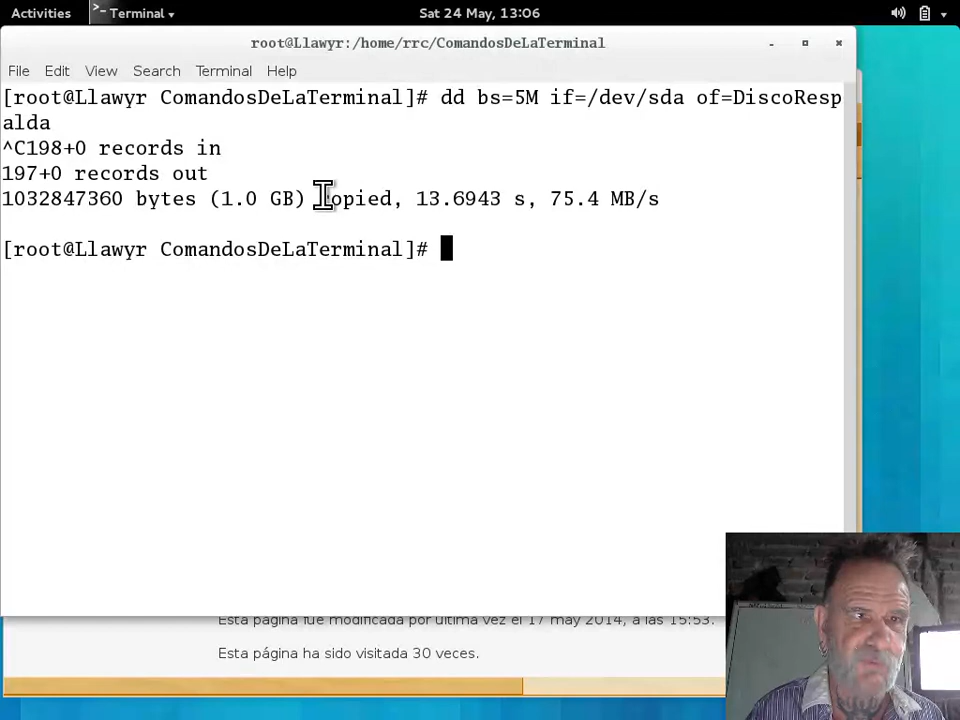 Activities Terminal Sat 24 May, 13:06
root@Llawyr:/home/rrc/ComandosDeLaTerminal
File Edit View Search Terminal Help
[root@Llawyr ComandosDeLaTerminal]# dd bs=5M if=/dev/sda of=DiscoResp
alda
^C198+0 records in
197+0 records out
1032847360 bytes (1.0 GB) copied, 13.6943 s, 75.4 MB/s
[root@Llawyr ComandosDeLaTerminal]#
Esta página fue modificada por última vez el 17 may 2014, a las 15:53.
Esta página ha sido visitada 30 veces.